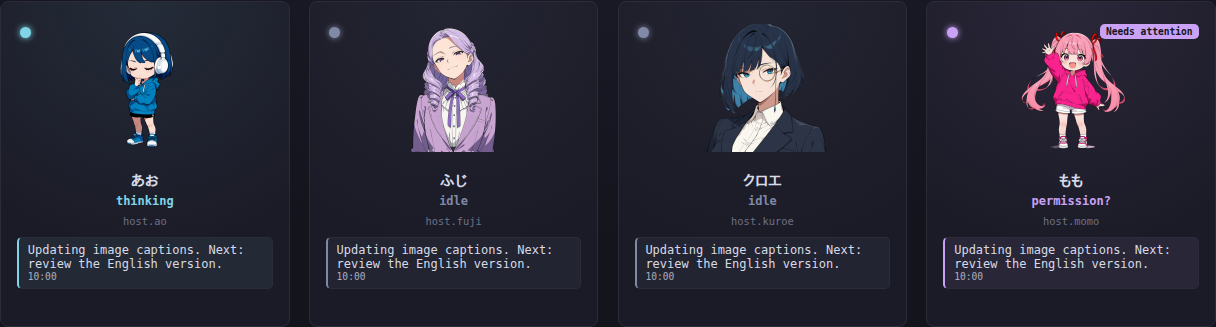 あお
thinking
host.ao
Updating image captions. Next:
review the English version.
10:00
ふじ
idle
host.fuji
Updating image captions. Next:
review the English version.
10:00
クロエ
idle
host.kuroe
Updating image captions. Next:
review the English version.
10:00
Needs attention
もも
permission?
host.momo
Updating image captions. Next:
review the English version.
10:00